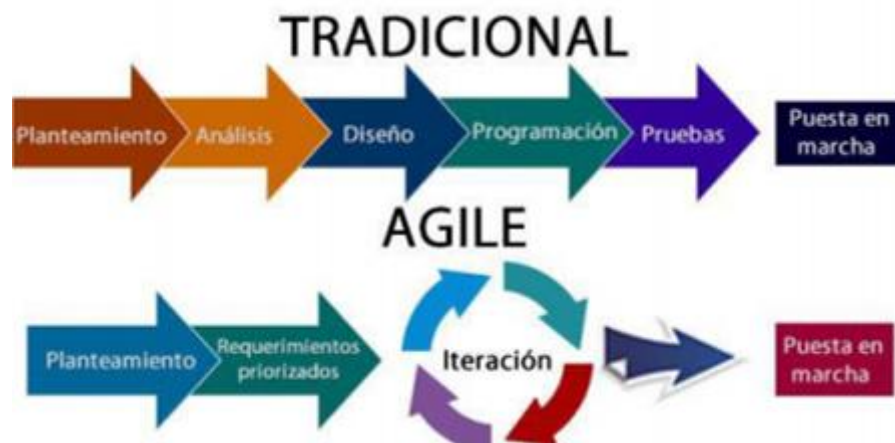 TRADICIONAL
Planteamiento
Análisis
Diseño
Programación
Pruebas
Puesta en
marcha
AGILE
Planteamiento
Requerimientos
priorizados
Iteración
Puesta en
marcha